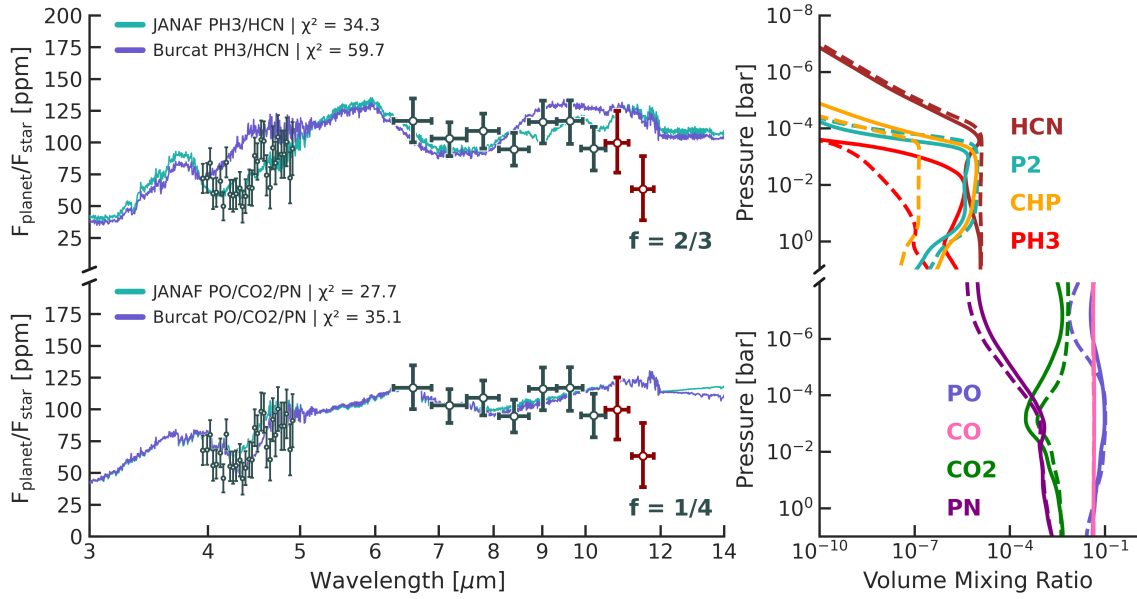 200
175
150
125
100
75
50
25
F_planet/F_star [ppm]
JANAF PH3/HCN | χ² = 34.3
Burcat PH3/HCN | χ² = 59.7
f = 2/3
175
150
125
100
75
50
25
0
F_planet/F_star [ppm]
JANAF PO/CO2/PN | χ² = 27.7
Burcat PO/CO2/PN | χ² = 35.1
f = 1/4
3 4 5 6 7 8 9 10 12 14
Wavelength [μm]
10⁻⁸
10⁻⁶
10⁻⁴
10⁻²
10⁰
Pressure [bar]
HCN
P2
CHP
PH3
10⁻⁶
10⁻⁴
10⁻²
10⁰
Pressure [bar]
PO
CO
CO2
PN
10⁻¹⁰ 10⁻⁷ 10⁻⁴ 10⁻¹
Volume Mixing Ratio